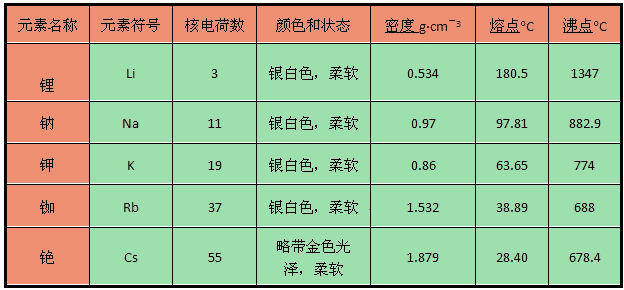 元素名称 元素符号 核电荷数 颜色和状态 密度 g·cm⁻³ 熔点°C 沸点°C
锂 Li 3 银白色，柔软 0.534 180.5 1347
钠 Na 11 银白色，柔软 0.97 97.81 882.9
钾 K 19 银白色，柔软 0.86 63.65 774
铷 Rb 37 银白色，柔软 1.532 38.89 688
铯 Cs 55 略带金色光
泽，柔软 1.879 28.40 678.4